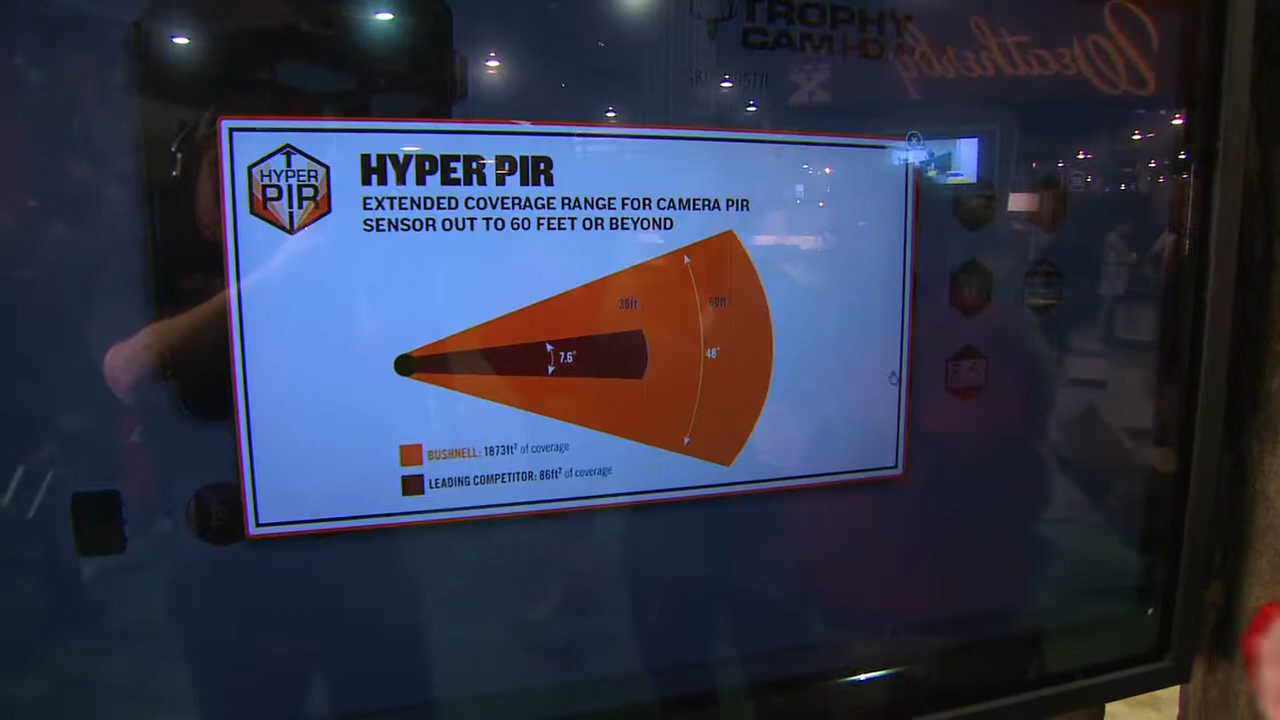 TROPHY
CAM HD
Weatherby
HYPER
PIR
HYPER PIR
EXTENDED COVERAGE RANGE FOR CAMERA PIR
SENSOR OUT TO 60 FEET OR BEYOND
36ft
60ft
7.6°
48°
BUSHNELL: 1873ft² of coverage
LEADING COMPETITOR: 86ft² of coverage